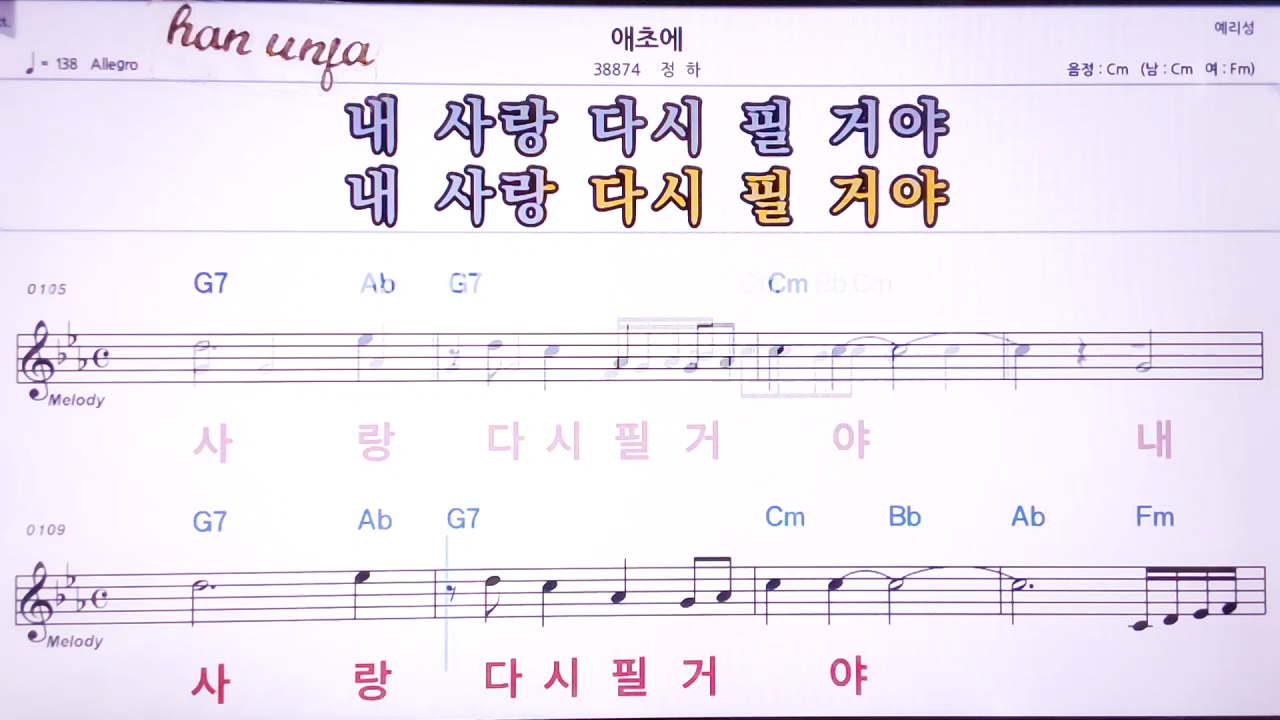 han unja
애초에
예리성
♩= 138 Allegro
38874 정 하
음정 : Cm (남 : Cm 여 : Fm)
내 사랑 다시 필 거야
내 사랑 다시 필 거야
G7 Ab G7 Cm Bb Cm
0105
Melody
사 랑 다 시 필 거 야 내
G7 Ab G7 Cm Bb Ab Fm
0109
Melody
사 랑 다 시 필 거 야